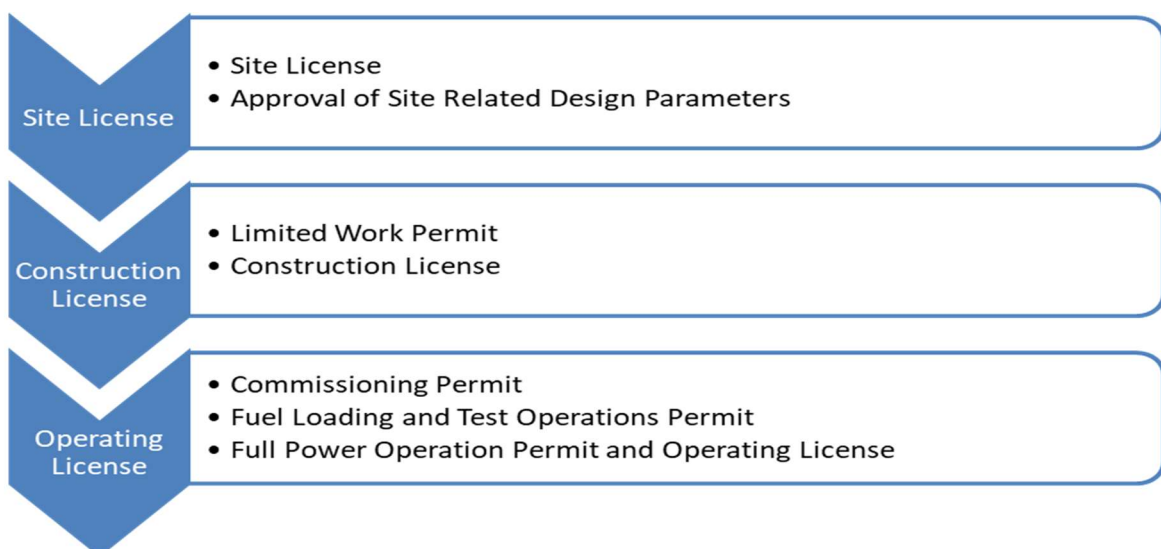 Site License
• Site License
• Approval of Site Related Design Parameters
Construction
License
• Limited Work Permit
• Construction License
Operating
License
• Commissioning Permit
• Fuel Loading and Test Operations Permit
• Full Power Operation Permit and Operating License